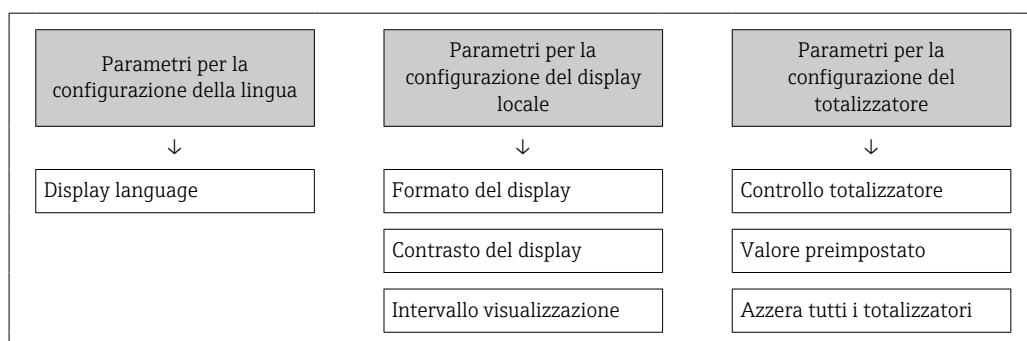 Parametri per la
configurazione della lingua
↓
Display language
Parametri per la
configurazione del display
locale
↓
Formato del display
Contrasto del display
Intervallo visualizzazione
Parametri per la
configurazione del
totalizzatore
↓
Controllo totalizzatore
Valore preimpostato
Azzera tutti i totalizzatori